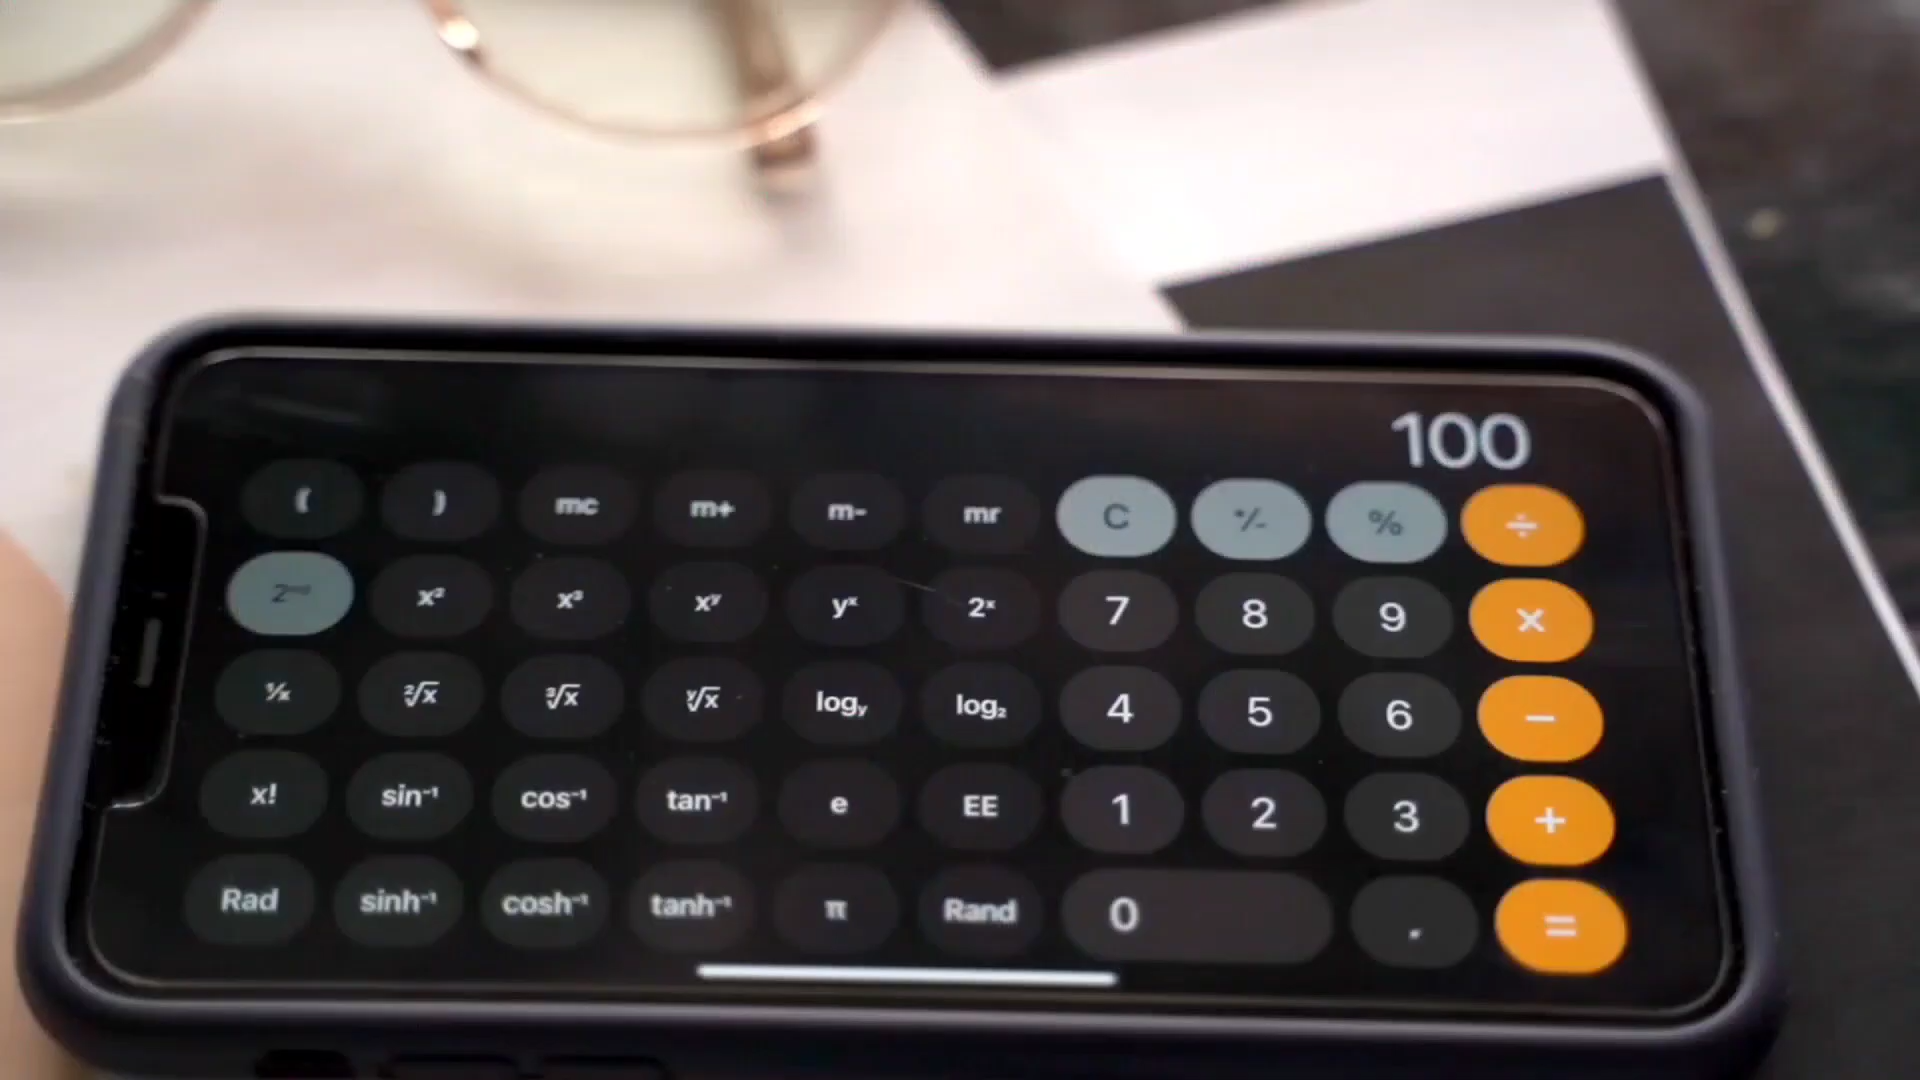 100
( ) mc m+ m- mr C ⁺/₋ % ÷
2ⁿᵈ x² x³ xʸ yˣ 2ˣ 7 8 9 ×
¹/x ²√x ³√x ʸ√x logᵧ log₂ 4 5 6 −
x! sin⁻¹ cos⁻¹ tan⁻¹ e EE 1 2 3 +
Rad sinh⁻¹ cosh⁻¹ tanh⁻¹ π Rand 0 . =